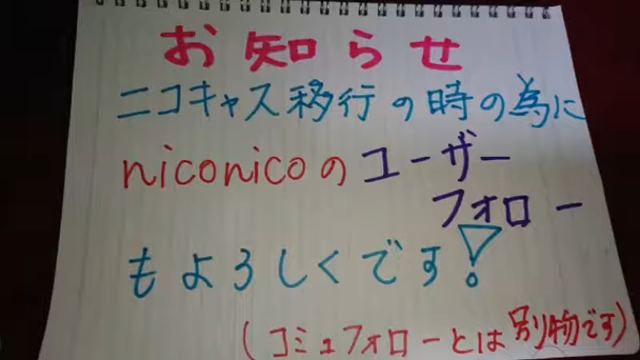 お知らせ
ニコキャス移行の時の為に
niconicoのユーザー
フォロー
もよろしくです!
(コミュフォローとは別物です)